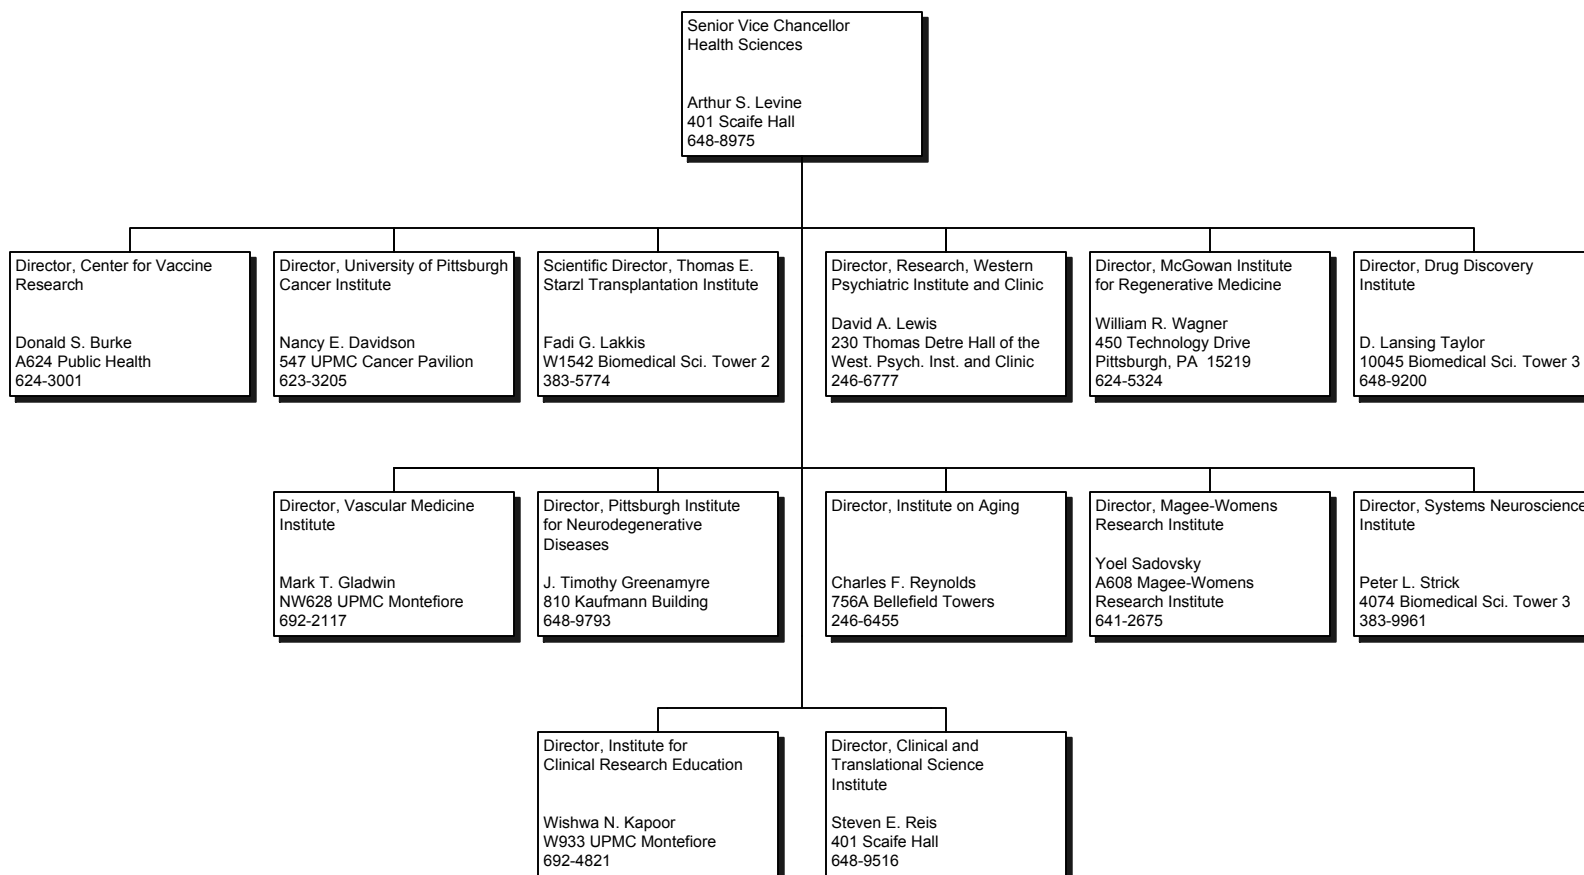 Senior Vice Chancellor
Health Sciences
Arthur S. Levine
401 Scaife Hall
648-8975
Director, Center for Vaccine
Research
Donald S. Burke
A624 Public Health
624-3001
Director, University of Pittsburgh
Cancer Institute
Nancy E. Davidson
547 UPMC Cancer Pavilion
623-3205
Scientific Director, Thomas E.
Starzl Transplantation Institute
Fadi G. Lakkis
W1542 Biomedical Sci. Tower 2
383-5774
Director, Research, Western
Psychiatric Institute and Clinic
David A. Lewis
230 Thomas Detre Hall of the
West. Psych. Inst. and Clinic
246-6777
Director, McGowan Institute
for Regenerative Medicine
William R. Wagner
450 Technology Drive
Pittsburgh, PA  15219
624-5324
Director, Drug Discovery
Institute
D. Lansing Taylor
10045 Biomedical Sci. Tower 3
648-9200
Director, Vascular Medicine
Institute
Mark T. Gladwin
NW628 UPMC Montefiore
692-2117
Director, Pittsburgh Institute
for Neurodegenerative
Diseases
J. Timothy Greenamyre
810 Kaufmann Building
648-9793
Director, Institute on Aging
Charles F. Reynolds
756A Bellefield Towers
246-6455
Director, Magee-Womens
Research Institute
Yoel Sadovsky
A608 Magee-Womens
Research Institute
641-2675
Director, Systems Neuroscience
Institute
Peter L. Strick
4074 Biomedical Sci. Tower 3
383-9961
Director, Institute for
Clinical Research Education
Wishwa N. Kapoor
W933 UPMC Montefiore
692-4821
Director, Clinical and
Translational Science
Institute
Steven E. Reis
401 Scaife Hall
648-9516